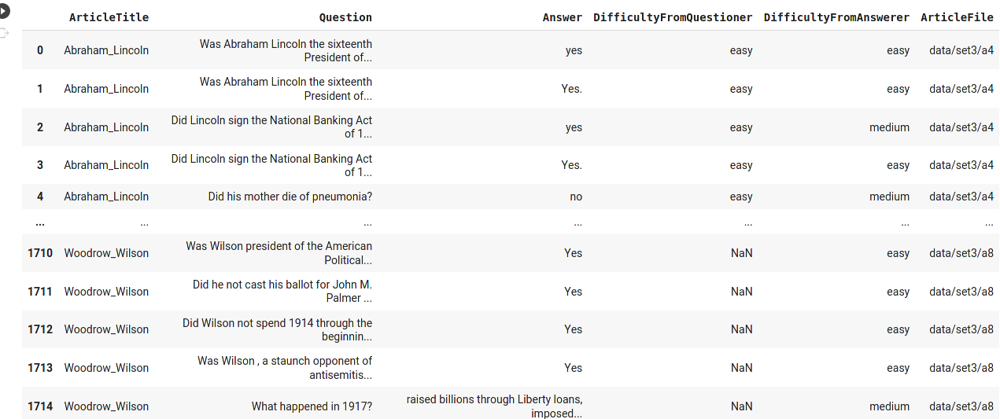 ArticleTitle Question Answer DifficultyFromQuestioner DifficultyFromAnswerer ArticleFile
0 Abraham_Lincoln Was Abraham Lincoln the sixteenth President of... yes easy easy data/set3/a4
1 Abraham_Lincoln Was Abraham Lincoln the sixteenth President of... Yes. easy easy data/set3/a4
2 Abraham_Lincoln Did Lincoln sign the National Banking Act of 1... yes easy medium data/set3/a4
3 Abraham_Lincoln Did Lincoln sign the National Banking Act of 1... Yes. easy easy data/set3/a4
4 Abraham_Lincoln Did his mother die of pneumonia? no easy medium data/set3/a4
... ... ... ... ... ... ...
1710 Woodrow_Wilson Was Wilson president of the American Political... Yes NaN easy data/set3/a8
1711 Woodrow_Wilson Did he not cast his ballot for John M. Palmer ... Yes NaN easy data/set3/a8
1712 Woodrow_Wilson Did Wilson not spend 1914 through the beginnin... Yes NaN easy data/set3/a8
1713 Woodrow_Wilson Was Wilson , a staunch opponent of antisemitis... Yes NaN easy data/set3/a8
1714 Woodrow_Wilson What happened in 1917? raised billions through Liberty loans, imposed... NaN medium data/set3/a8